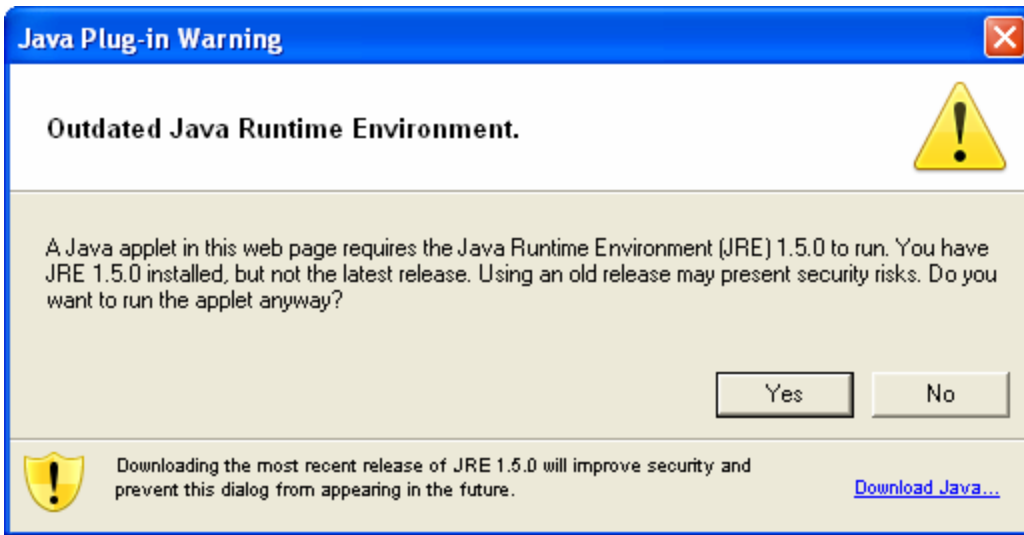 Java Plug-in Warning
Outdated Java Runtime Environment.
A Java applet in this web page requires the Java Runtime Environment (JRE) 1.5.0 to run. You have
JRE 1.5.0 installed, but not the latest release. Using an old release may present security risks. Do you
want to run the applet anyway?
Yes No
Downloading the most recent release of JRE 1.5.0 will improve security and
prevent this dialog from appearing in the future.
Download Java...